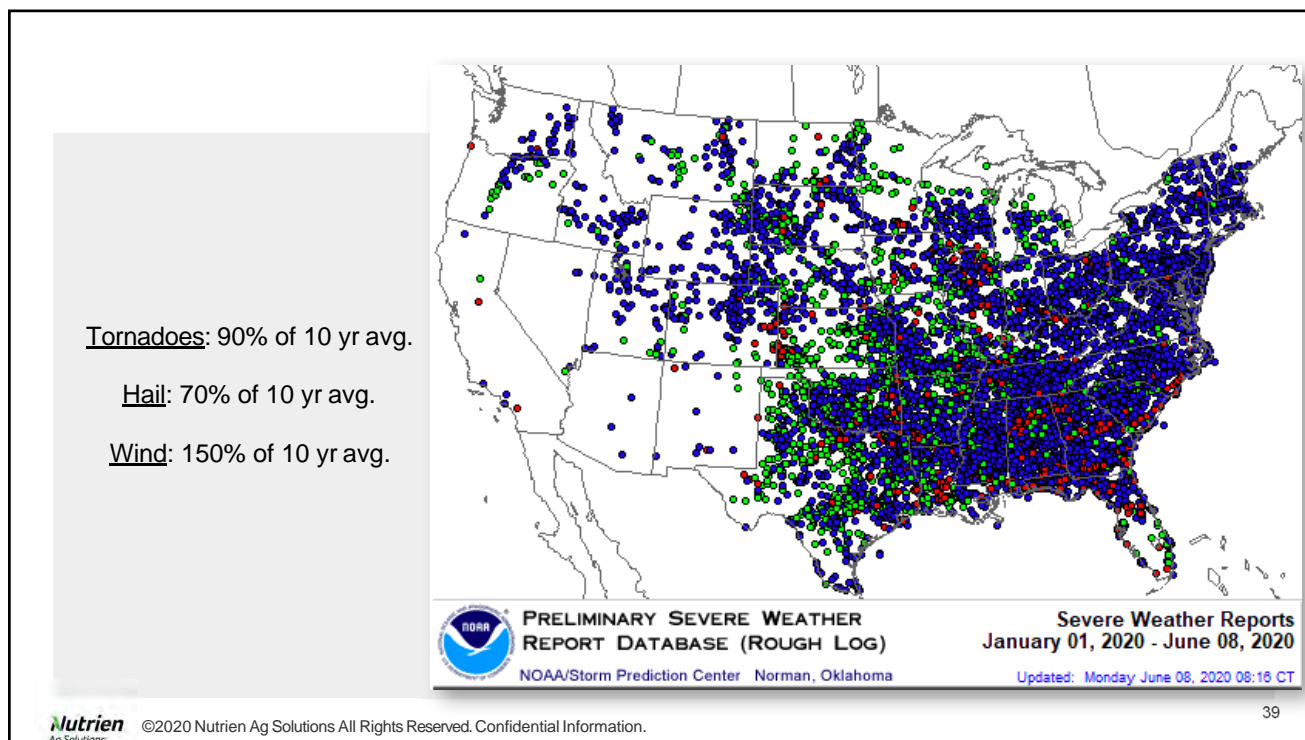 Tornadoes: 90% of 10 yr avg.
Hail: 70% of 10 yr avg.
Wind: 150% of 10 yr avg.
NOAA
PRELIMINARY SEVERE WEATHER
REPORT DATABASE (ROUGH LOG)
NOAA/Storm Prediction Center Norman, Oklahoma
Severe Weather Reports
January 01, 2020 - June 08, 2020
Updated: Monday June 08, 2020 08:16 CT
Nutrien
Ag Solutions
©2020 Nutrien Ag Solutions All Rights Reserved. Confidential Information.
39